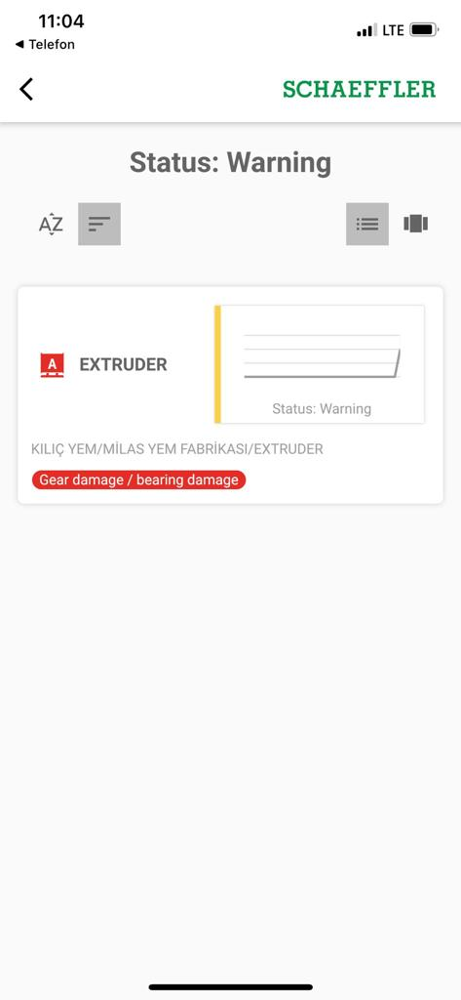 11:04
LTE
◀ Telefon
SCHAEFFLER
Status: Warning
AZ
A
EXTRUDER
Status: Warning
KILIÇ YEM/MİLAS YEM FABRİKASI/EXTRUDER
Gear damage / bearing damage